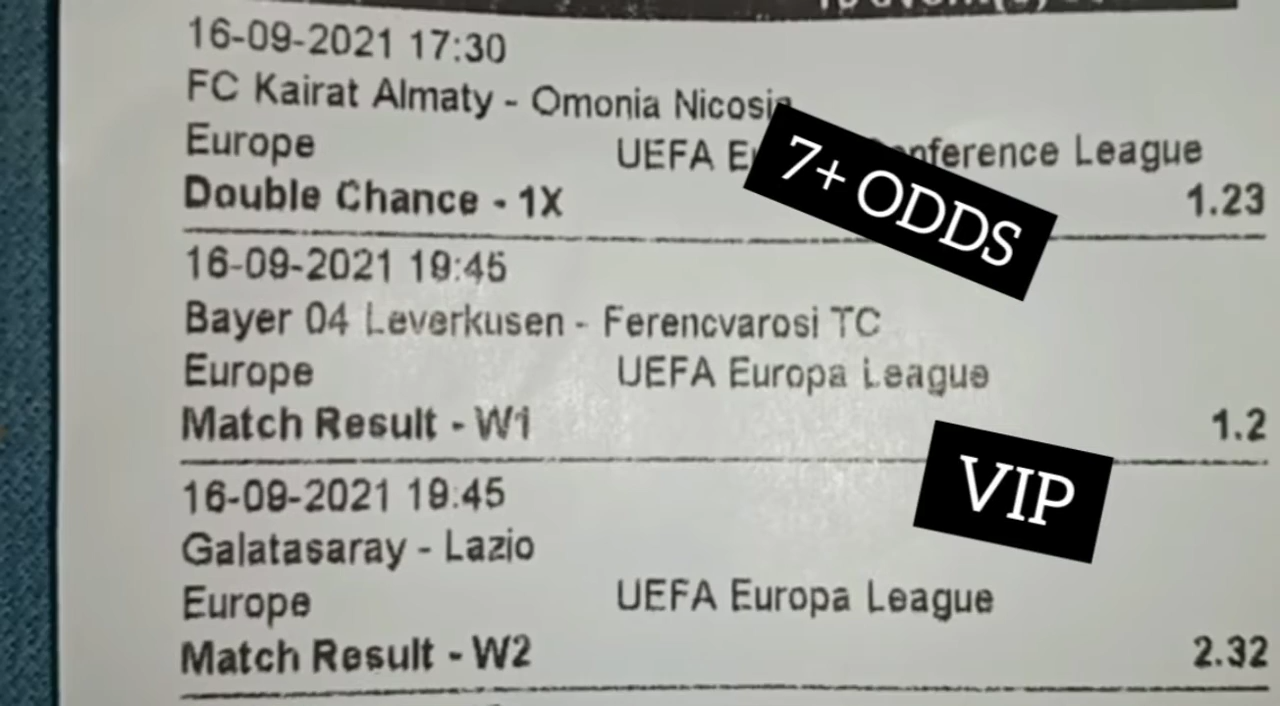 16-09-2021 17:30
FC Kairat Almaty - Omonia Nicosia
Europe UEFA Conference League
Double Chance - 1X 1.23
7+ ODDS
16-09-2021 19:45
Bayer 04 Leverkusen - Ferencvarosi TC
Europe UEFA Europa League
Match Result - W1 1.2
VIP
16-09-2021 19:45
Galatasaray - Lazio
Europe UEFA Europa League
Match Result - W2 2.32